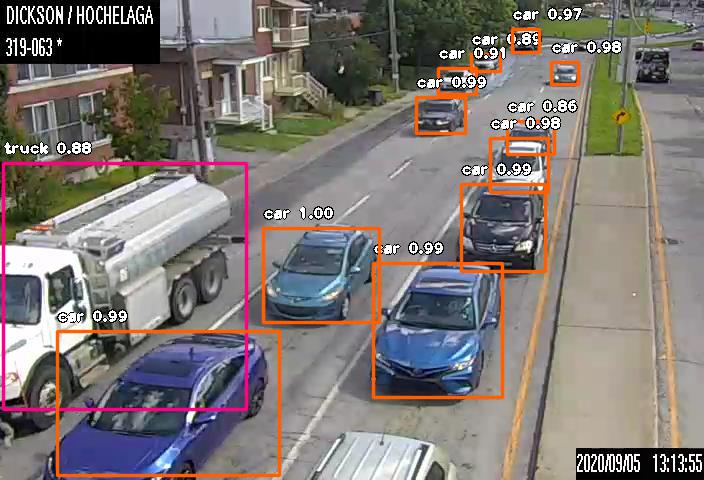 DICKSON / HOCHELAGA
319-063 *
car 0.97
car 0.89
car 0.98
car 0.91
car 0.99
car 0.86
car 0.98
truck 0.88
car 0.99
car 1.00
car 0.99
car 0.99
2020/09/05 13:13:55